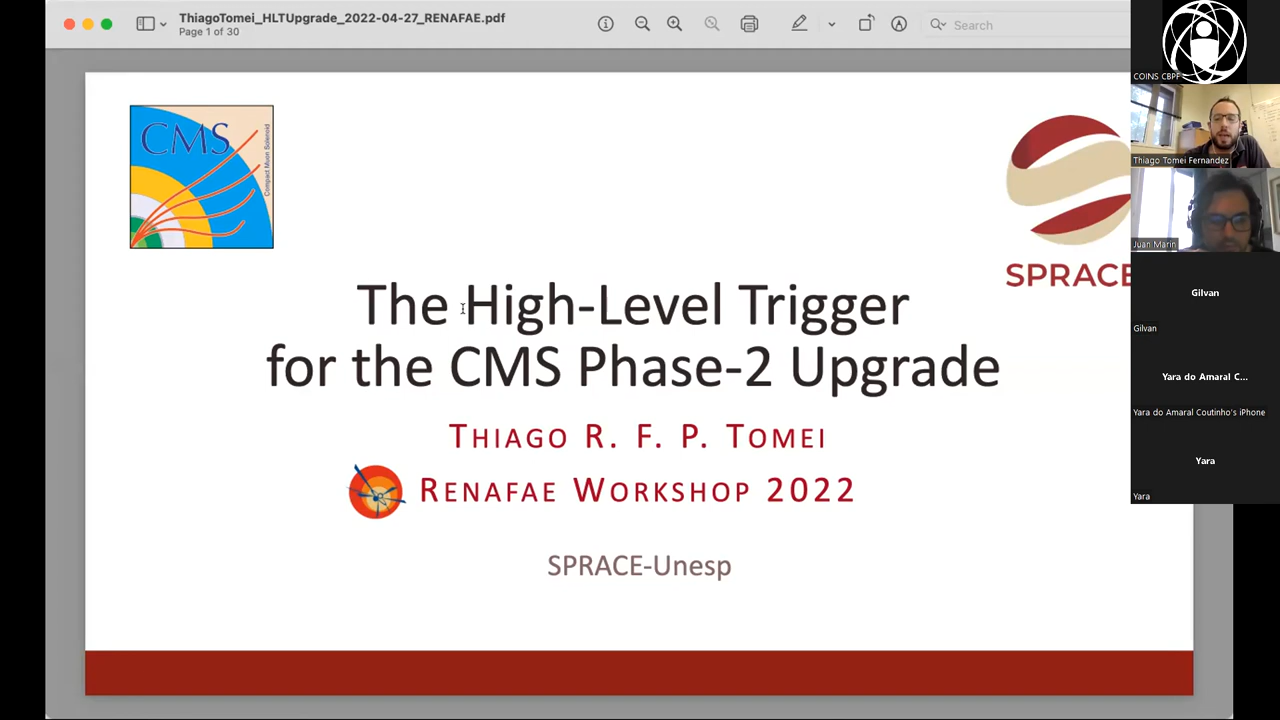 ThiagoTomei_HLTUpgrade_2022-04-27_RENAFAE.pdf
Page 1 of 30
Search
CMS
Compact Muon Solenoid
SPRACE
The High-Level Trigger
for the CMS Phase-2 Upgrade
THIAGO R. F. P. TOMEI
RENAFAE WORKSHOP 2022
SPRACE-Unesp
COINS CBPF
Thiago Tomei Fernandez
Juan Marin
Gilvan
Gilvan
Yara do Amaral C...
Yara do Amaral Coutinho's iPhone
Yara
Yara